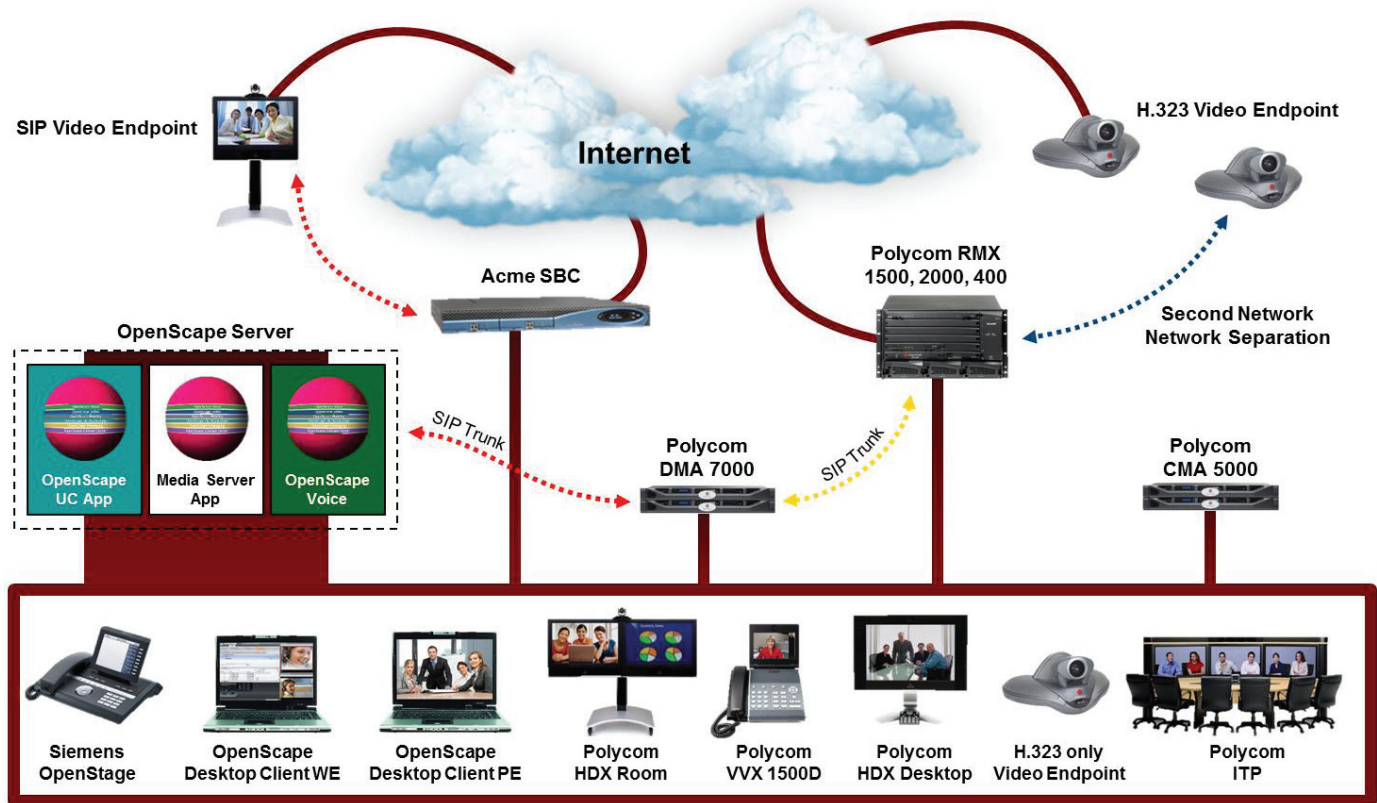 SIP Video Endpoint
Internet
H.323 Video Endpoint
Acme SBC
Polycom RMX
1500, 2000, 400
Second Network
Network Separation
OpenScape Server
OpenScape
UC App
Media Server
App
OpenScape
Voice
SIP Trunk
Polycom
DMA 7000
SIP Trunk
Polycom
CMA 5000
Siemens
OpenStage
OpenScape
Desktop Client WE
OpenScape
Desktop Client PE
Polycom
HDX Room
Polycom
VVX 1500D
Polycom
HDX Desktop
H.323 only
Video Endpoint
Polycom
ITP